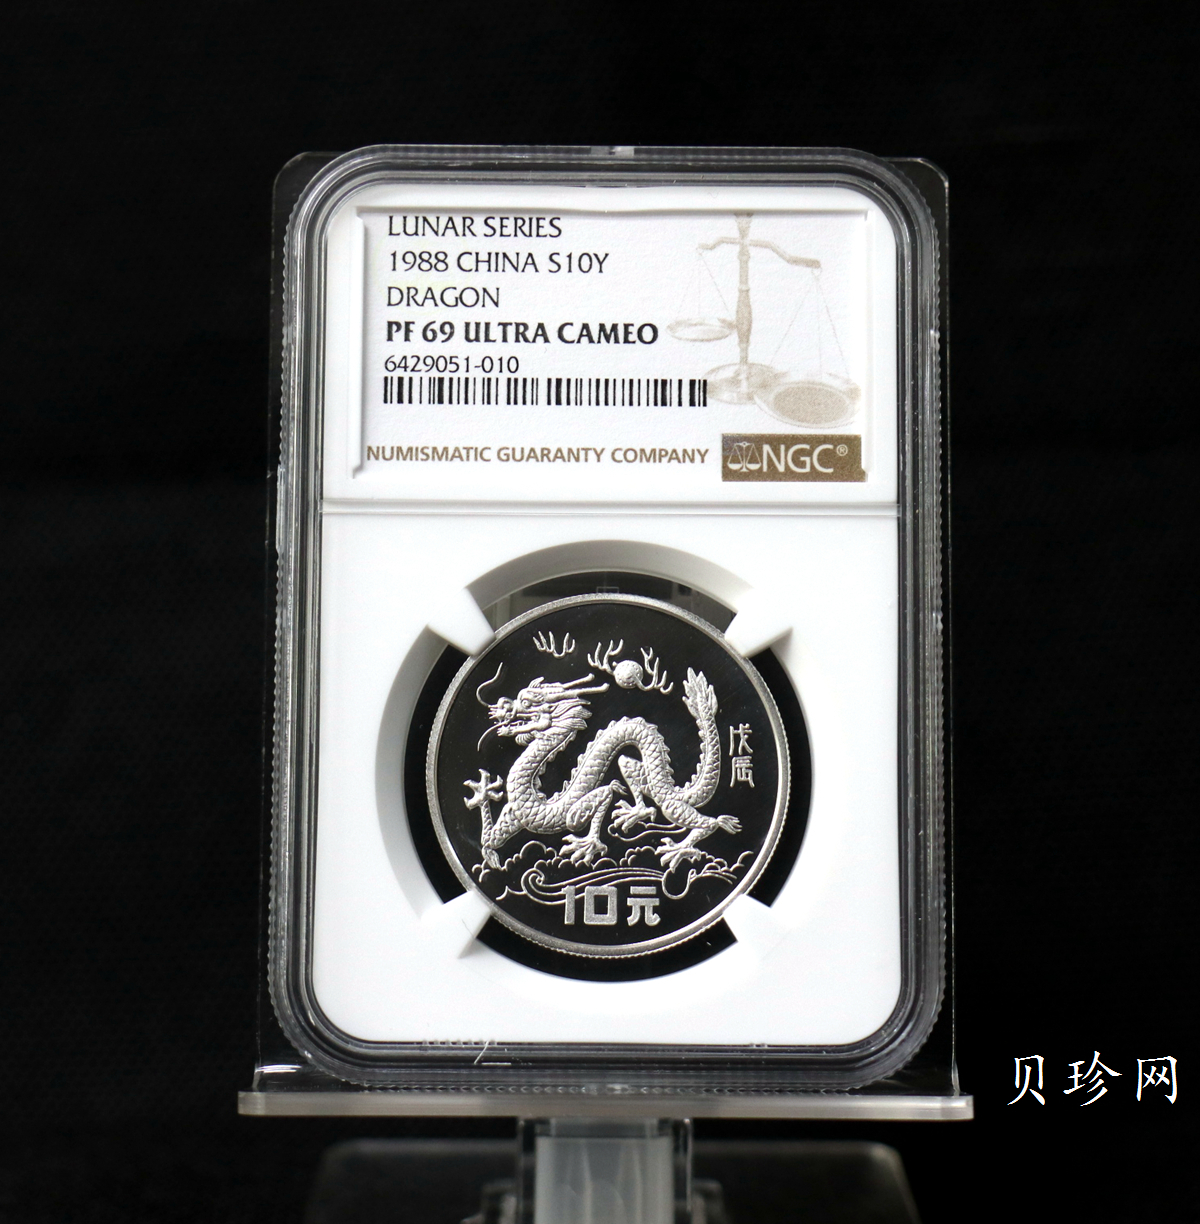 LUNAR SERIES
1988 CHINA S10Y
DRAGON
PF 69 ULTRA CAMEO
6429051-010
NUMISMATIC GUARANTY COMPANY
NGC®
戊辰
10元
贝珍网